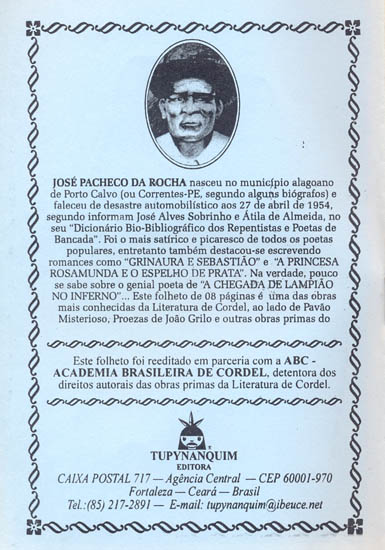 JOSÉ PACHECO DA ROCHA nasceu no município alagoano
de Porto Calvo (ou Correntes-PE, segundo alguns biógrafos) e
faleceu de desastre automobilístico aos 27 de abril de 1954,
segundo informam José Alves Sobrinho e Átila de Almeida, no
seu "Dicionário Bio-Bibliográfico dos Repentistas e Poetas de
Bancada". Foi o mais satírico e picaresco de todos os poetas
populares, entretanto também destacou-se escrevendo
romances como "GRINAURA E SEBASTIÃO" e "A PRINCESA
ROSAMUNDA E O ESPELHO DE PRATA". Na verdade, pouco
se sabe sobre o genial poeta de "A CHEGADA DE LAMPIÃO
NO INFERNO"... Este folheto de 08 páginas é uma das obras
mais conhecidas da Literatura de Cordel, ao lado de Pavão
Misterioso, Proezas de João Grilo e outras obras primas do
Este folheto foi reeditado em parceria com a ABC -
ACADEMIA BRASILEIRA DE CORDEL, detentora dos
direitos autorais das obras primas da Literatura de Cordel.
TUPYNANQUIM
EDITORA
CAIXA POSTAL 717 — Agência Central — CEP 60001-970
Fortaleza — Ceará — Brasil
Tel.:(85) 217-2891 — E-mail: tupynanquim@ibeuce.net